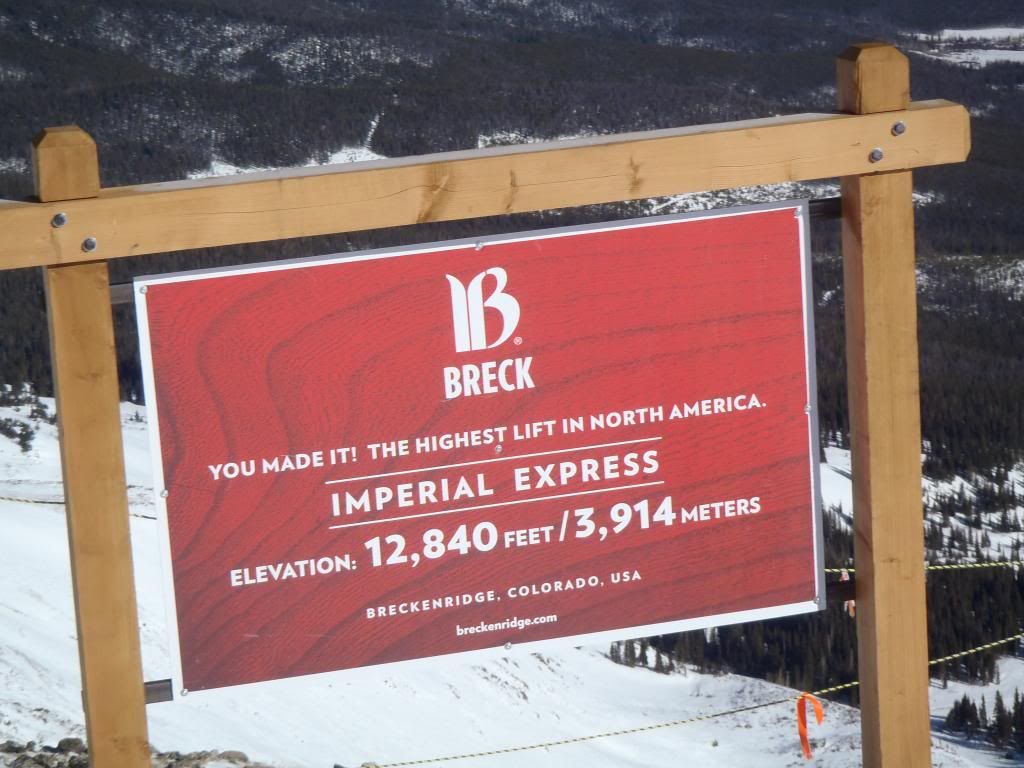 B®
BRECK
YOU MADE IT! THE HIGHEST LIFT IN NORTH AMERICA.
IMPERIAL EXPRESS
ELEVATION: 12,840 FEET/3,914 METERS
BRECKENRIDGE, COLORADO, USA
breckenridge.com